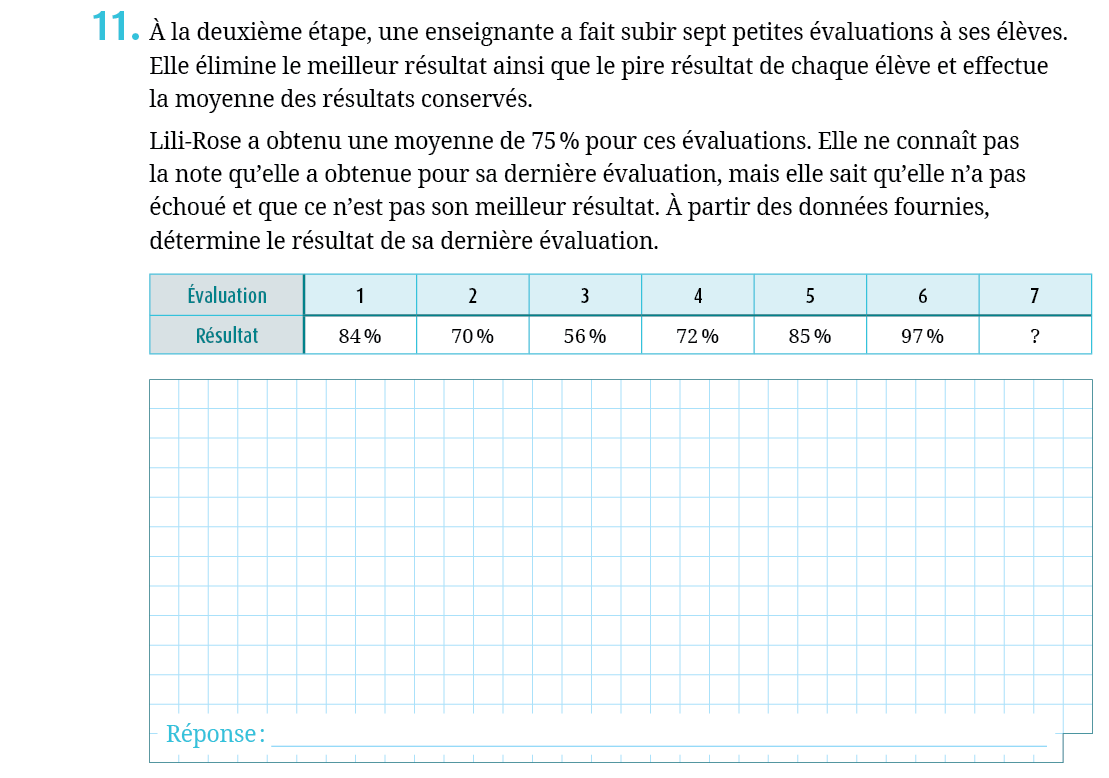 11. À la deuxième étape, une enseignante a fait subir sept petites évaluations à ses élèves.
Elle élimine le meilleur résultat ainsi que le pire résultat de chaque élève et effectue
la moyenne des résultats conservés.
Lili-Rose a obtenu une moyenne de 75 % pour ces évaluations. Elle ne connaît pas
la note qu’elle a obtenue pour sa dernière évaluation, mais elle sait qu’elle n’a pas
échoué et que ce n’est pas son meilleur résultat. À partir des données fournies,
détermine le résultat de sa dernière évaluation.
Évaluation 1 2 3 4 5 6 7
Résultat 84 % 70 % 56 % 72 % 85 % 97 % ?
Réponse :